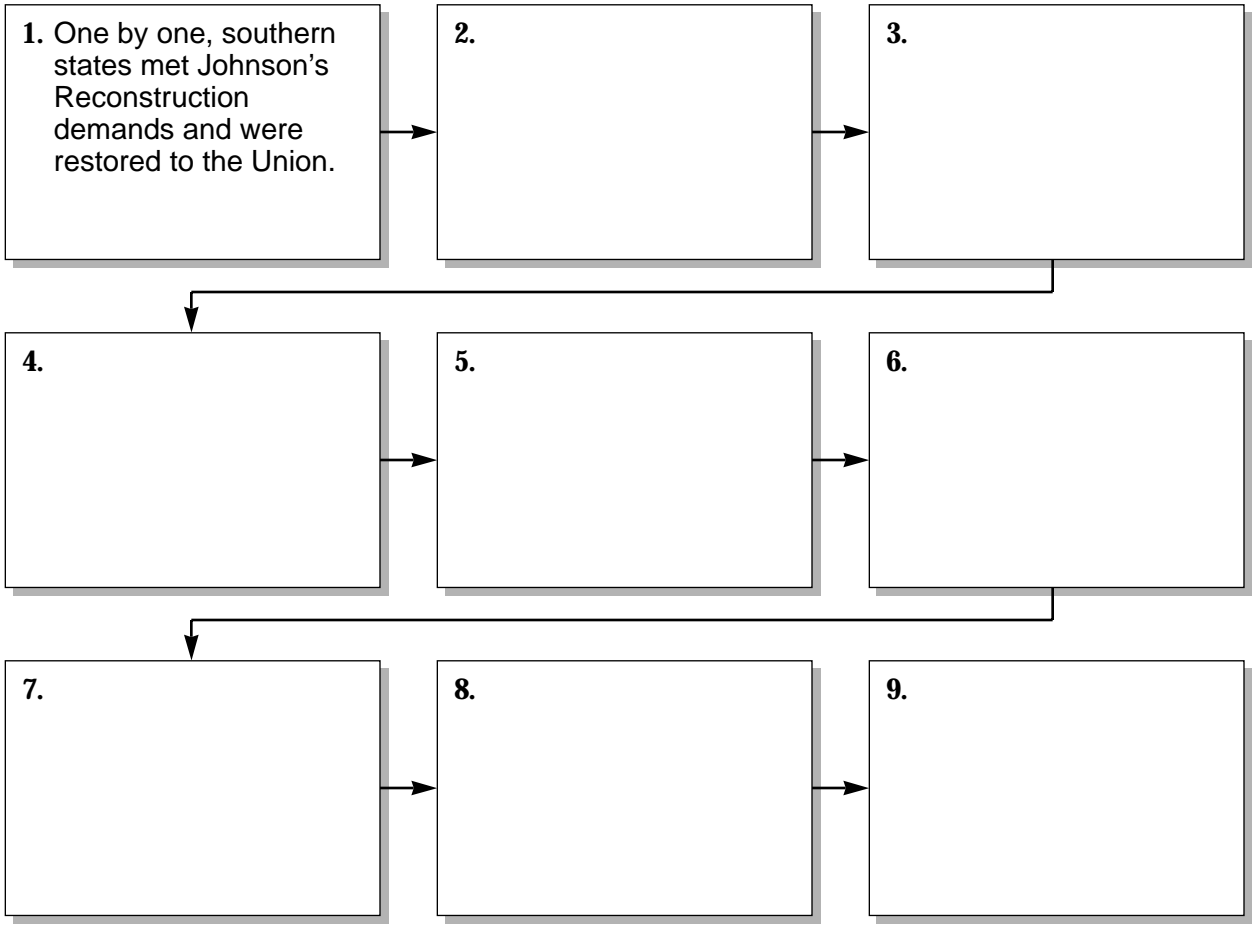 1. One by one, southern
states met Johnson’s
Reconstruction
demands and were
restored to the Union.
2.
3.
4.
5.
6.
7.
8.
9.